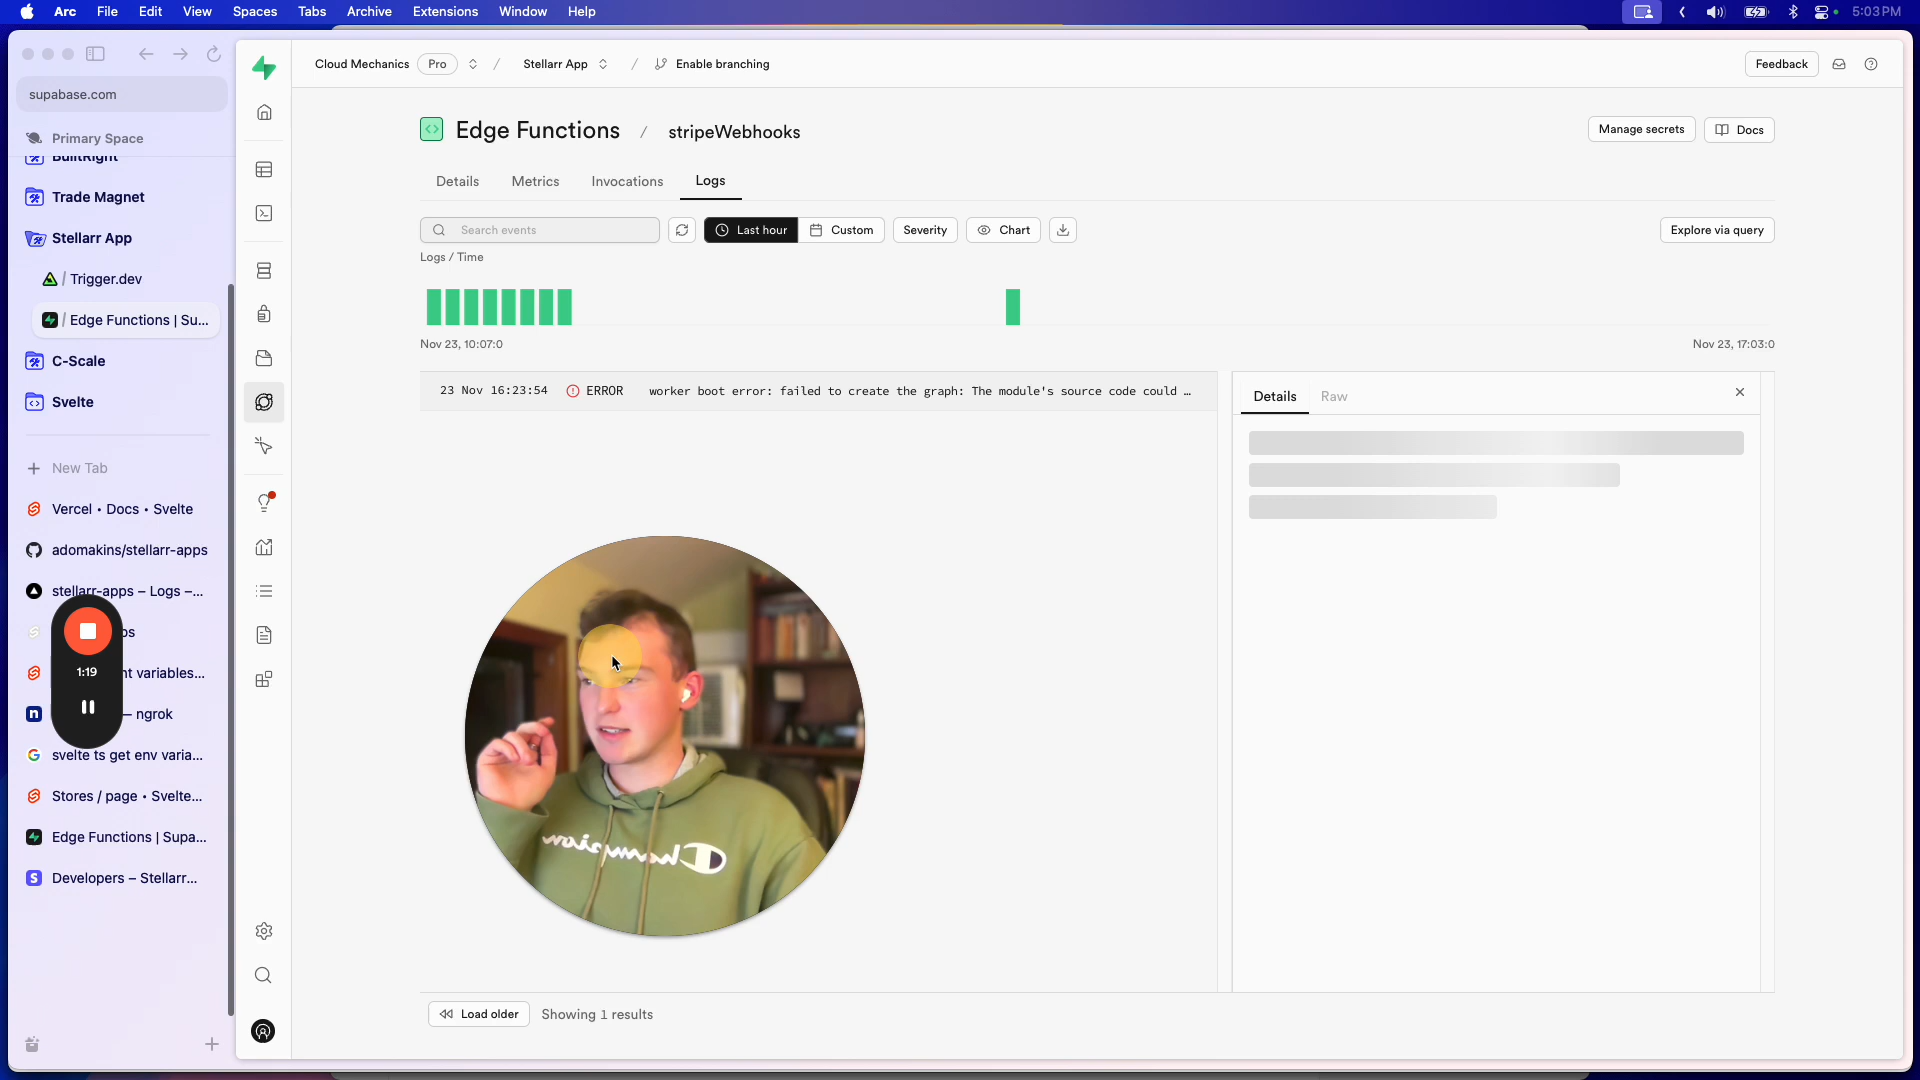 Arc File Edit View Spaces Tabs Archive Extensions Window Help 5:03 PM
supabase.com
Primary Space
BuiltRight
Trade Magnet
Stellarr App
/ Trigger.dev
/ Edge Functions | Su...
C-Scale
Svelte
New Tab
Vercel • Docs • Svelte
adomakins/stellarr-apps
stellarr-apps – Logs –...
1:19
nt variables...
– ngrok
svelte ts get env varia...
Stores / page • Svelte...
Edge Functions | Supa...
Developers – Stellarr...
Cloud Mechanics Pro / Stellarr App / Enable branching
Feedback
Edge Functions / stripeWebhooks
Manage secrets Docs
Details Metrics Invocations Logs
Search events Last hour Custom Severity Chart Explore via query
Logs / Time
Nov 23, 10:07:0 Nov 23, 17:03:0
23 Nov 16:23:54 ERROR worker boot error: failed to create the graph: The module's source code could …
Details Raw
Champion
Load older Showing 1 results